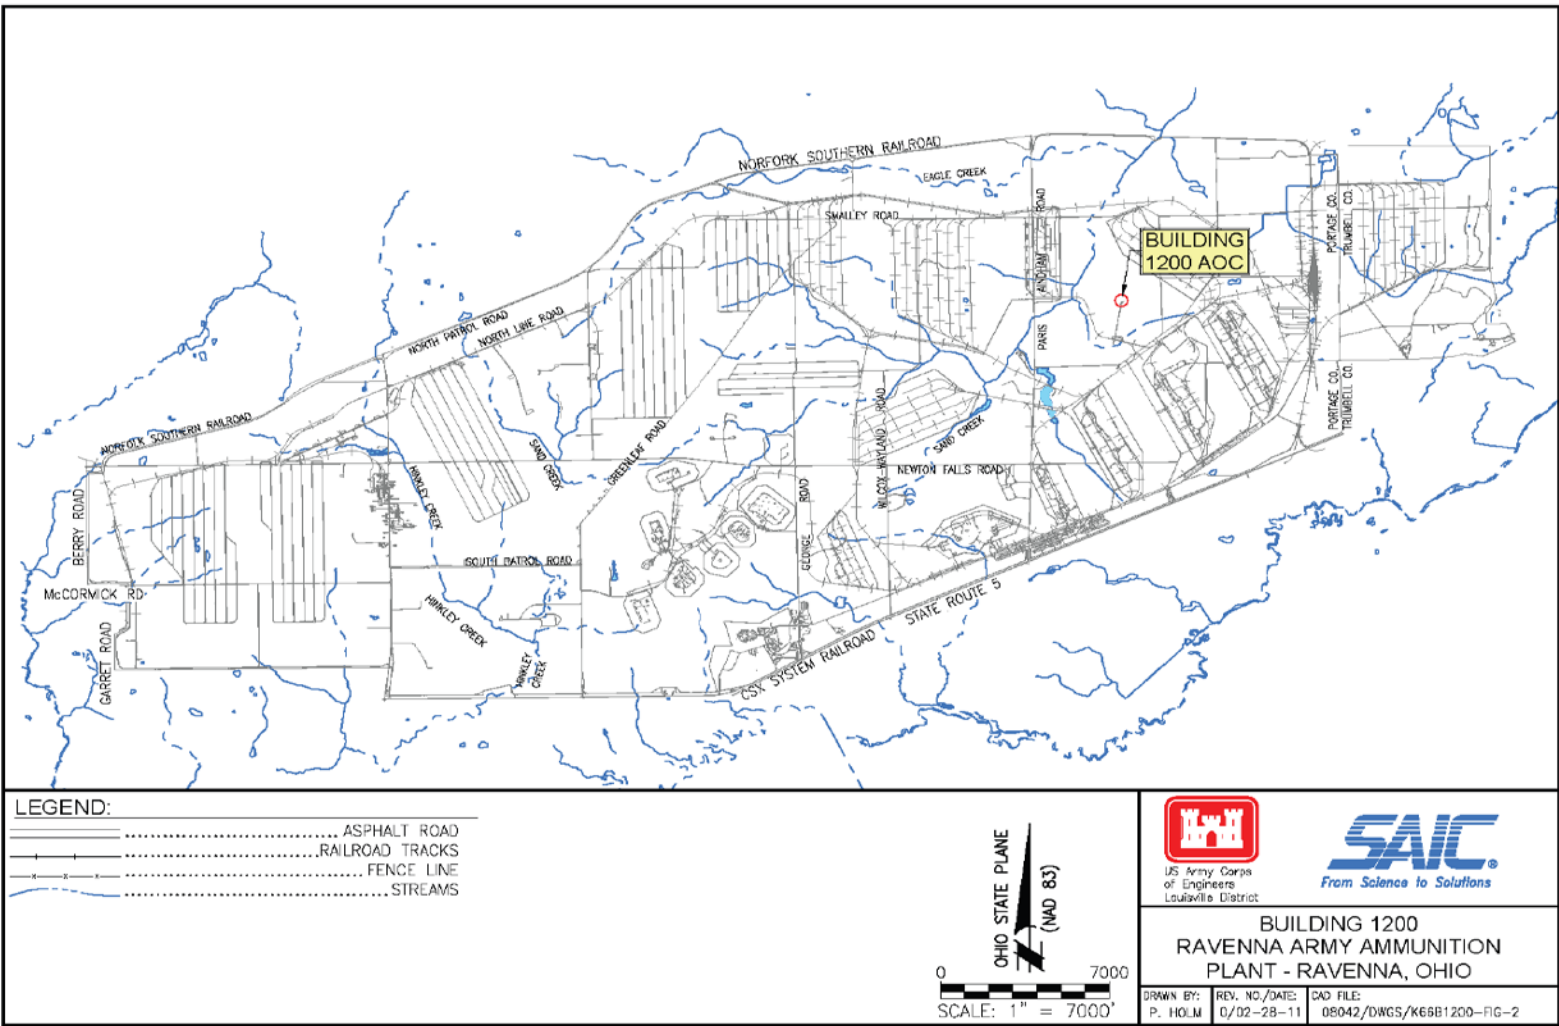 NORFORK SOUTHERN RAILROAD
EAGLE CREEK
SMALLEY ROAD
ROAD
WINDHAM
PARIS
BUILDING
1200 AOC
PORTAGE CO.
TRUMBELL CO.
NORTH PATROL ROAD
NORTH LINE ROAD
PORTAGE CO.
TRUMBELL CO.
NORFOLK SOUTHERN RAILROAD
SAND CREEK
GREENLEAF ROAD
WILCOX-WAYLAND ROAD
SAND CREEK
NEWTON FALLS ROAD
HINKLEY CREEK
GEORGE ROAD
BERRY ROAD
SOUTH PATROL ROAD
McCORMICK RD
HINKLEY CREEK
STATE ROUTE 5
GARRET ROAD
HINKLEY
CREEK
CSX SYSTEM RAILROAD
LEGEND:
ASPHALT ROAD
RAILROAD TRACKS
FENCE LINE
STREAMS
OHIO STATE PLANE
(NAD 83)
0 7000
SCALE: 1" = 7000'
US Army Corps
of Engineers
Louisville District
SAIC®
From Science to Solutions
BUILDING 1200
RAVENNA ARMY AMMUNITION
PLANT - RAVENNA, OHIO
DRAWN BY:
P. HOLM
REV. NO./DATE:
0/02-28-11
CAD FILE:
08042/DWGS/K66B1200-FIG-2